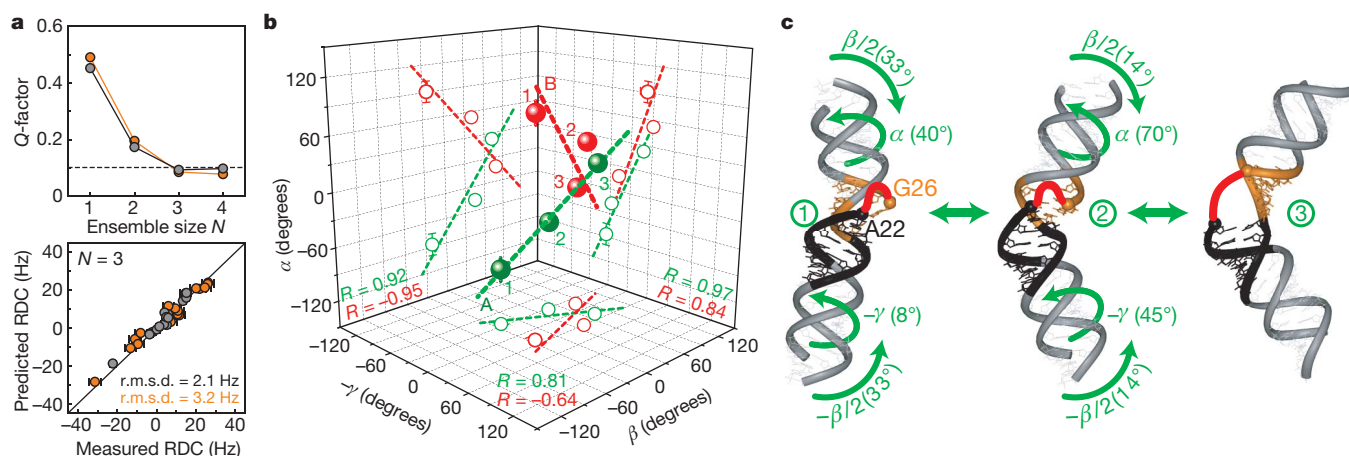 a
Q-factor
0.6
0.4
0.2
0
1 2 3 4
Ensemble size N
Predicted RDC (Hz)
40
20
0
−20
−40
N = 3
r.m.s.d. = 2.1 Hz
r.m.s.d. = 3.2 Hz
−40 −20 0 20 40
Measured RDC (Hz)
b
α (degrees)
120
60
0
−60
−120
B
1
2
3
3
2
1
A
R = 0.92
R = −0.95
R = 0.97
R = 0.84
R = 0.81
R = −0.64
−120
−60
0
60
120
−γ (degrees)
−120
−60
0
60
120
β (degrees)
c
β/2(33°)
α (40°)
G26
1
A22
−γ (8°)
−β/2(33°)
β/2(14°)
α (70°)
2
−γ (45°)
−β/2(14°)
3